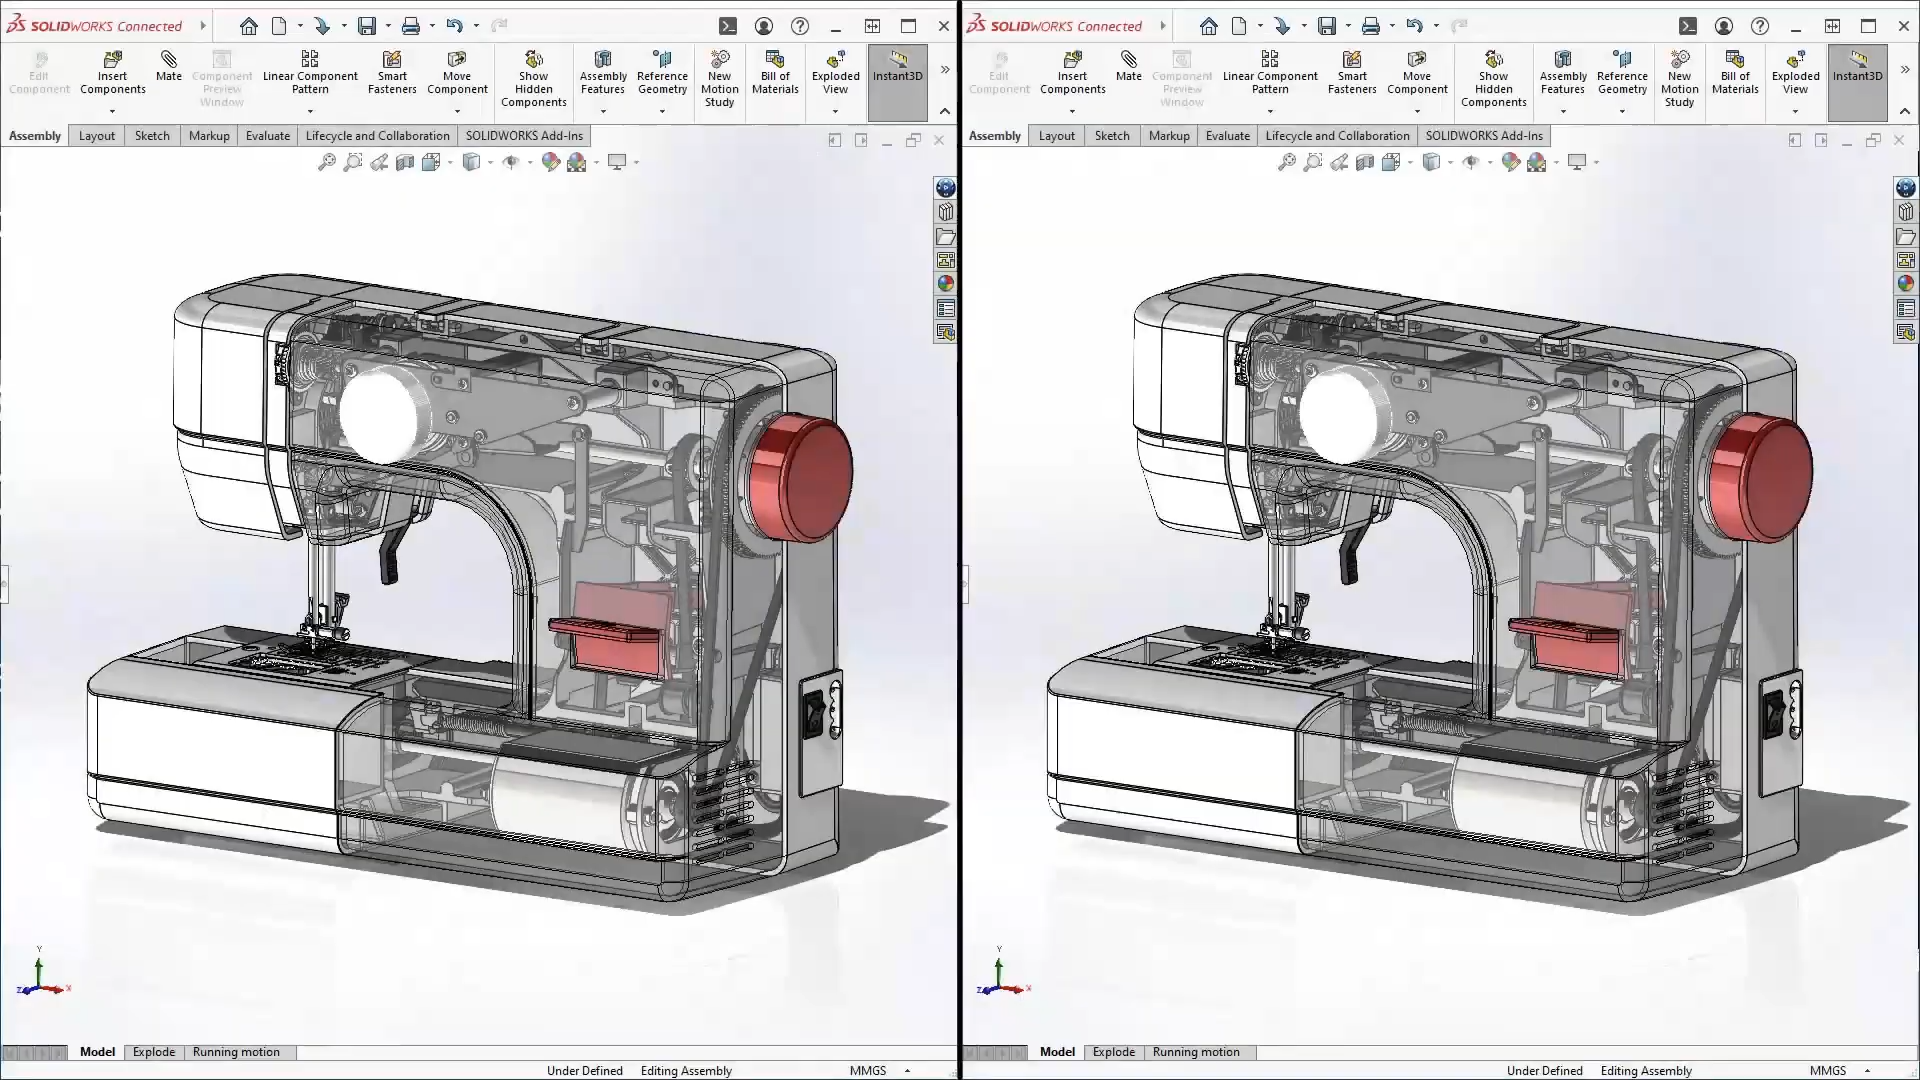 SOLIDWORKS Connected
Edit Component
Insert Components
Mate
Component Preview Window
Linear Component Pattern
Smart Fasteners
Move Component
Show Hidden Components
Assembly Features
Reference Geometry
New Motion Study
Bill of Materials
Exploded View
Instant3D
Assembly
Layout
Sketch
Markup
Evaluate
Lifecycle and Collaboration
SOLIDWORKS Add-Ins
Y
Z
X
Model
Explode
Running motion
Under Defined
Editing Assembly
MMGS
SOLIDWORKS Connected
Edit Component
Insert Components
Mate
Component Preview Window
Linear Component Pattern
Smart Fasteners
Move Component
Show Hidden Components
Assembly Features
Reference Geometry
New Motion Study
Bill of Materials
Exploded View
Instant3D
Assembly
Layout
Sketch
Markup
Evaluate
Lifecycle and Collaboration
SOLIDWORKS Add-Ins
Y
Z
X
Model
Explode
Running motion
Under Defined
Editing Assembly
MMGS